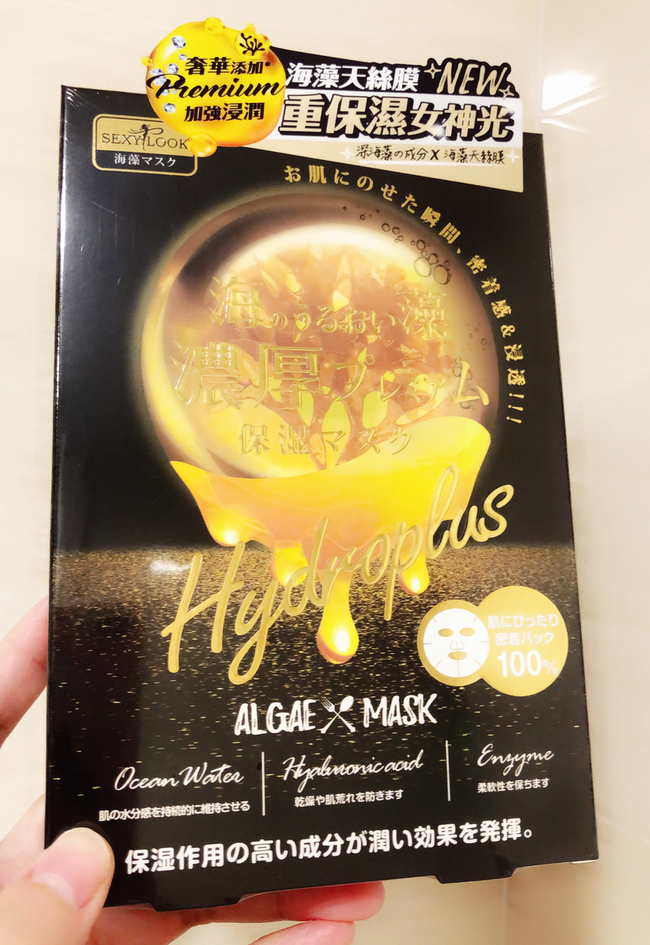 奢華添加
Premium
加強浸潤
海藻天絲膜
NEW
重保濕女神光
深海藻の成分 X 海藻天絲膜
SEXYLOOK
海藻マスク
お肌にのせた瞬間、密着感&浸透!!!
海のうるおい藻
濃厚プレミアム
保湿マスク
Hydroplus
肌にぴったり
密着パック
100%
ALGAE MASK
Ocean Water
肌の水分感を持続的に維持させる
Hyaluronic acid
乾燥や肌荒れを防ぎます
Enzyme
柔軟性を保ちます
保湿作用の高い成分が潤い効果を発揮。